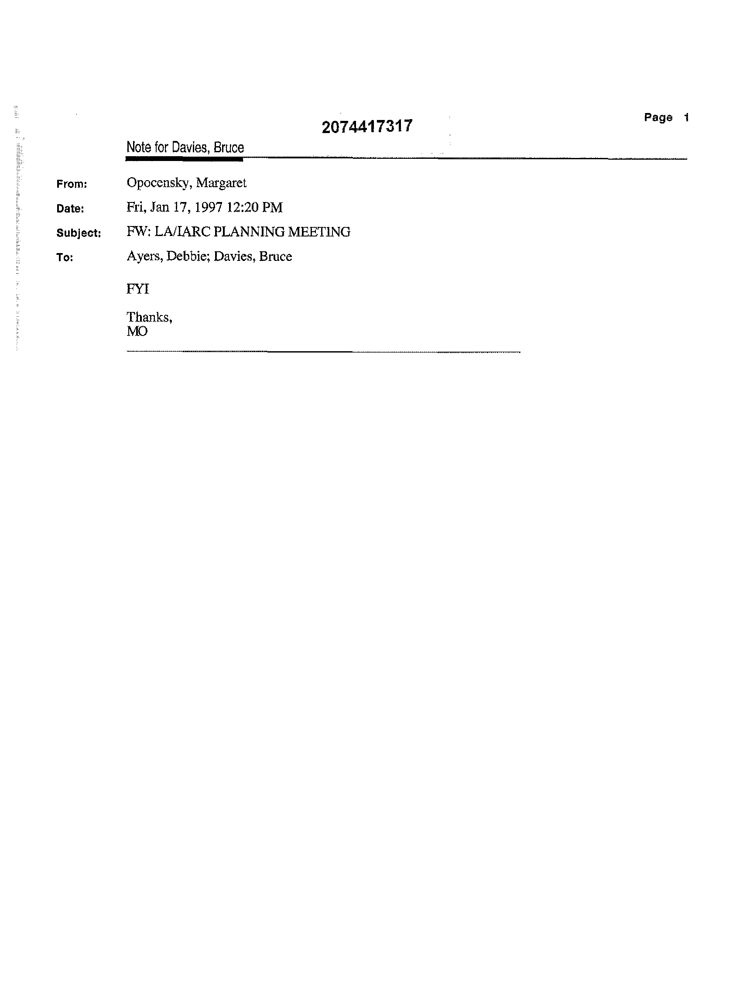 Page 1
2074417317
Note for Davies, Bruce
From: Opocensky, Margaret
Date: Fri, Jan 17, 1997 12:20 PM
Subject: FW: LA/IARC PLANNING MEETING
To: Ayers, Debbie; Davies, Bruce
FYI
Thanks,
MO